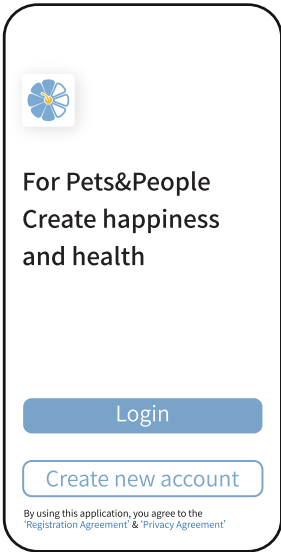 For Pets&People
Create happiness
and health
Login
Create new account
By using this application, you agree to the
'Registration Agreement' & 'Privacy Agreement'